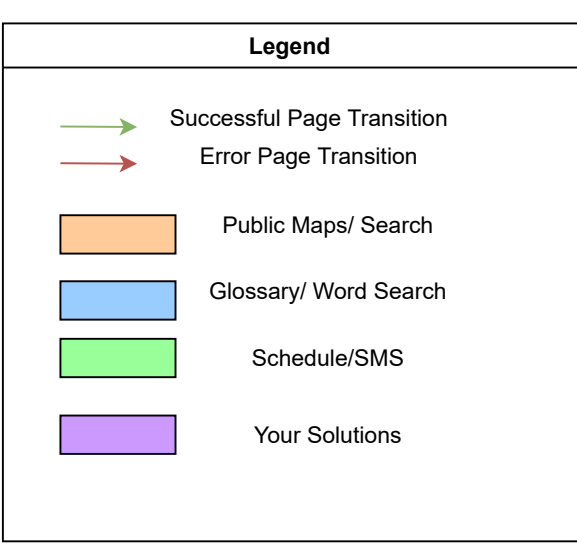 Legend
Successful Page Transition
Error Page Transition
Public Maps/ Search
Glossary/ Word Search
Schedule/SMS
Your Solutions